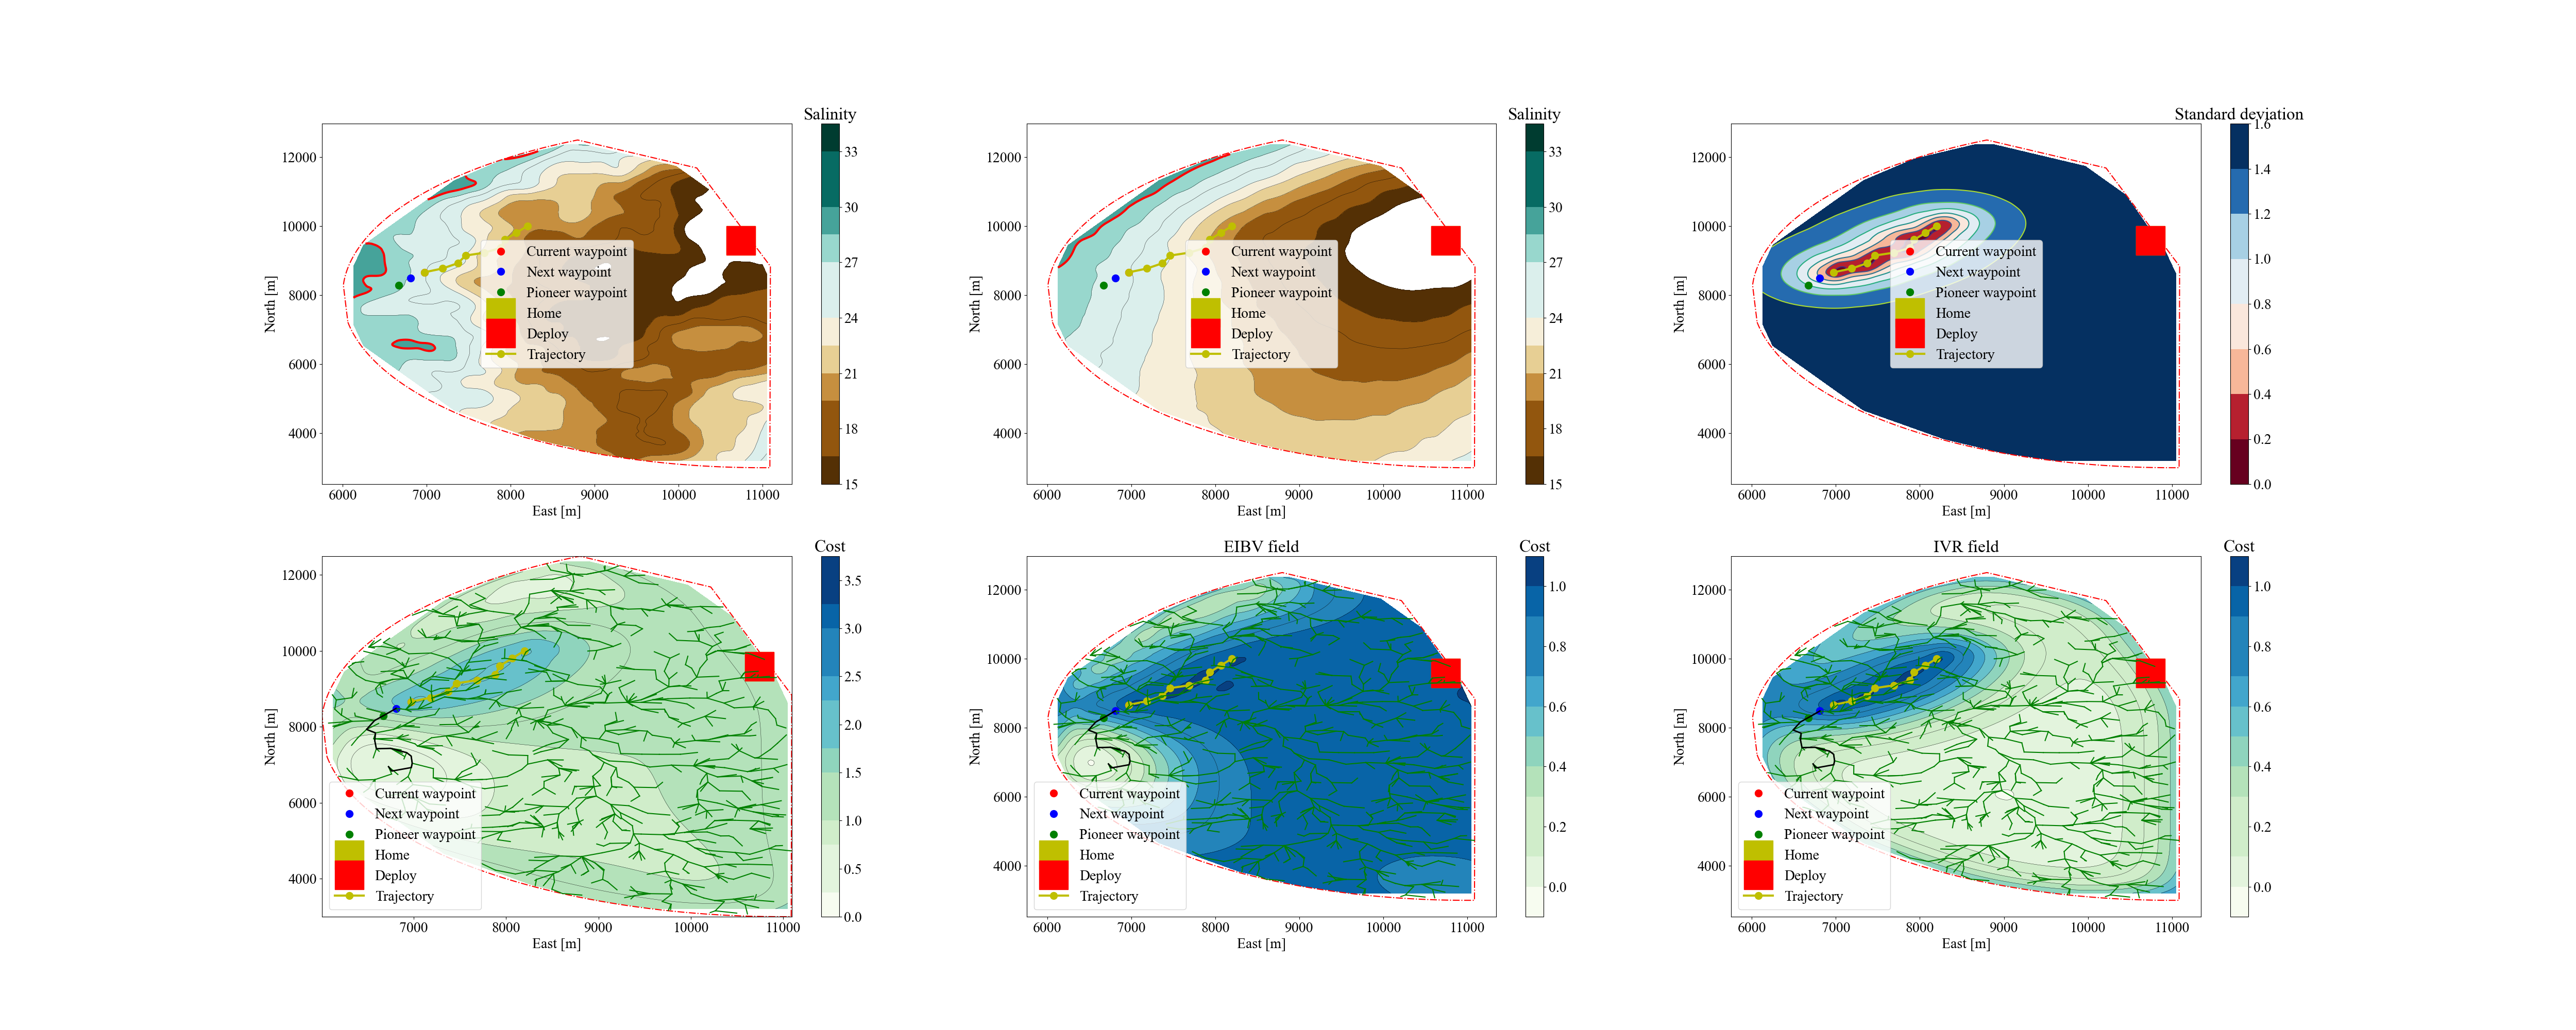 Salinity
12000
10000
8000
6000
4000
North [m]
6000 7000 8000 9000 10000 11000
East [m]
33
30
27
24
21
18
15
Current waypoint
Next waypoint
Pioneer waypoint
Home
Deploy
Trajectory
Salinity
12000
10000
8000
6000
4000
North [m]
6000 7000 8000 9000 10000 11000
East [m]
33
30
27
24
21
18
15
Current waypoint
Next waypoint
Pioneer waypoint
Home
Deploy
Trajectory
Standard deviation
12000
10000
8000
6000
4000
North [m]
6000 7000 8000 9000 10000 11000
East [m]
1.6
1.4
1.2
1.0
0.8
0.6
0.4
0.2
0.0
Current waypoint
Next waypoint
Pioneer waypoint
Home
Deploy
Trajectory
Cost
12000
10000
8000
6000
4000
North [m]
7000 8000 9000 10000 11000
East [m]
3.5
3.0
2.5
2.0
1.5
1.0
0.5
0.0
Current waypoint
Next waypoint
Pioneer waypoint
Home
Deploy
Trajectory
EIBV field
Cost
12000
10000
8000
6000
4000
North [m]
6000 7000 8000 9000 10000 11000
East [m]
1.0
0.8
0.6
0.4
0.2
0.0
Current waypoint
Next waypoint
Pioneer waypoint
Home
Deploy
Trajectory
IVR field
Cost
12000
10000
8000
6000
4000
North [m]
6000 7000 8000 9000 10000 11000
East [m]
1.0
0.8
0.6
0.4
0.2
0.0
Current waypoint
Next waypoint
Pioneer waypoint
Home
Deploy
Trajectory